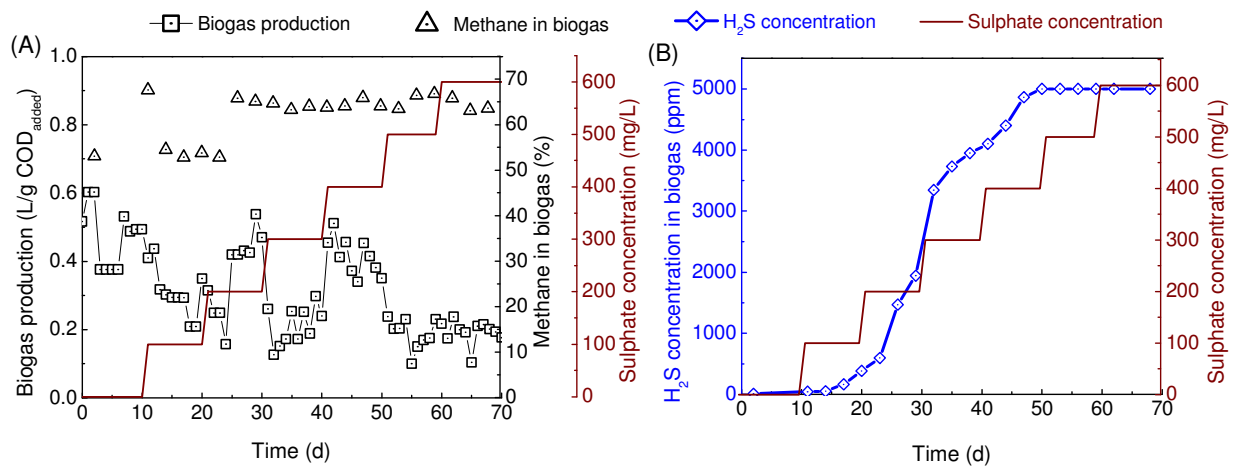 Biogas production
Methane in biogas
H₂S concentration
Sulphate concentration
(A)
Biogas production (L/g COD_added)
1.0
0.8
0.6
0.4
0.2
0.0
0 10 20 30 40 50 60 70
Time (d)
70
60
50
40
30
20
10
0
Methane in biogas (%)
600
500
400
300
200
100
0
Sulphate concentration (mg/L)
(B)
H₂S concentration in biogas (ppm)
5000
4000
3000
2000
1000
0
0 10 20 30 40 50 60 70
Time (d)
600
500
400
300
200
100
0
Sulphate concentration (mg/L)